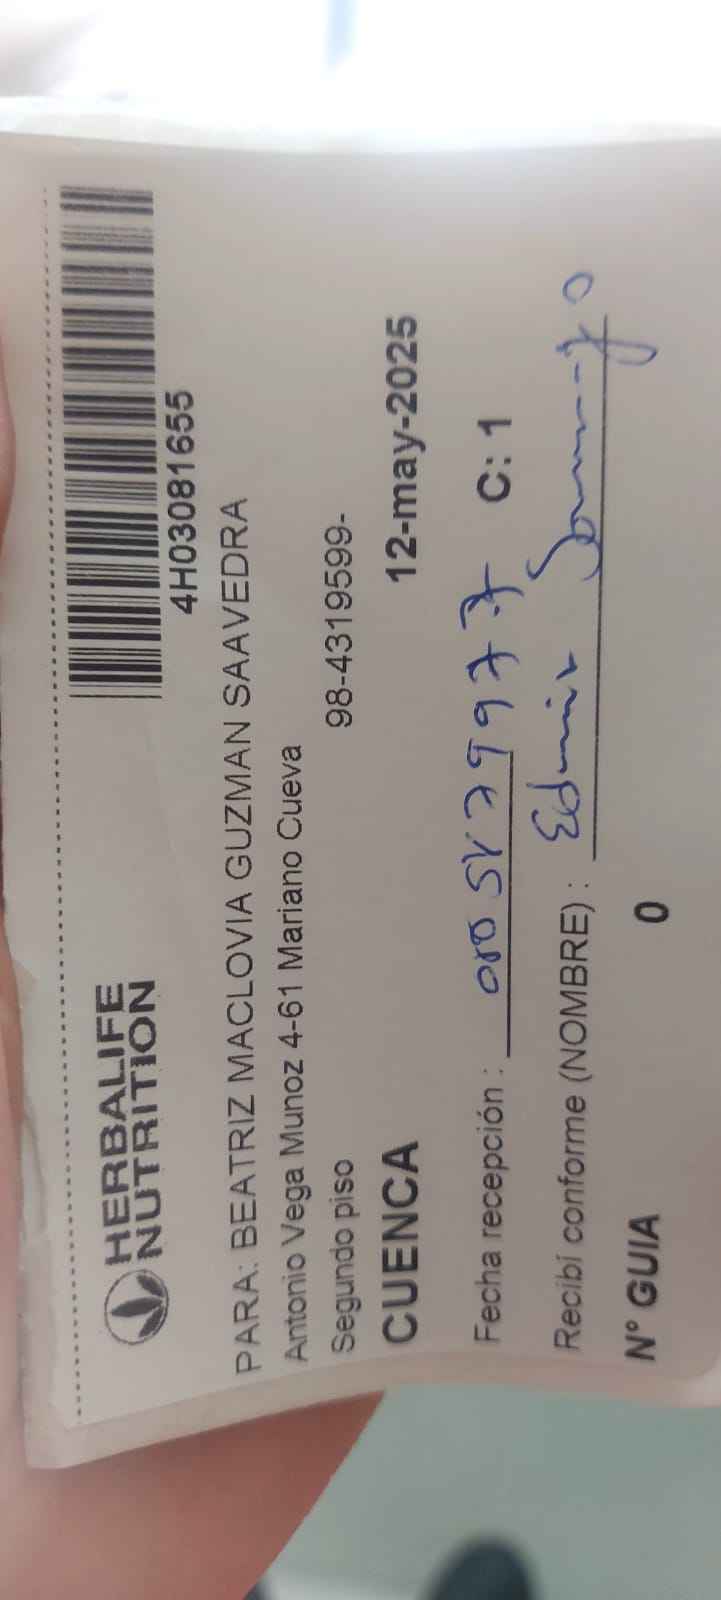 HERBALIFE
NUTRITION
4H03081655
PARA: BEATRIZ MACLOVIA GUZMAN SAAVEDRA
Antonio Vega Munoz 4-61 Mariano Cueva
Segundo piso 98-4319599-
CUENCA 12-may-2025
Fecha recepción : C: 1
Recibí conforme (NOMBRE) :
Nº GUIA 0